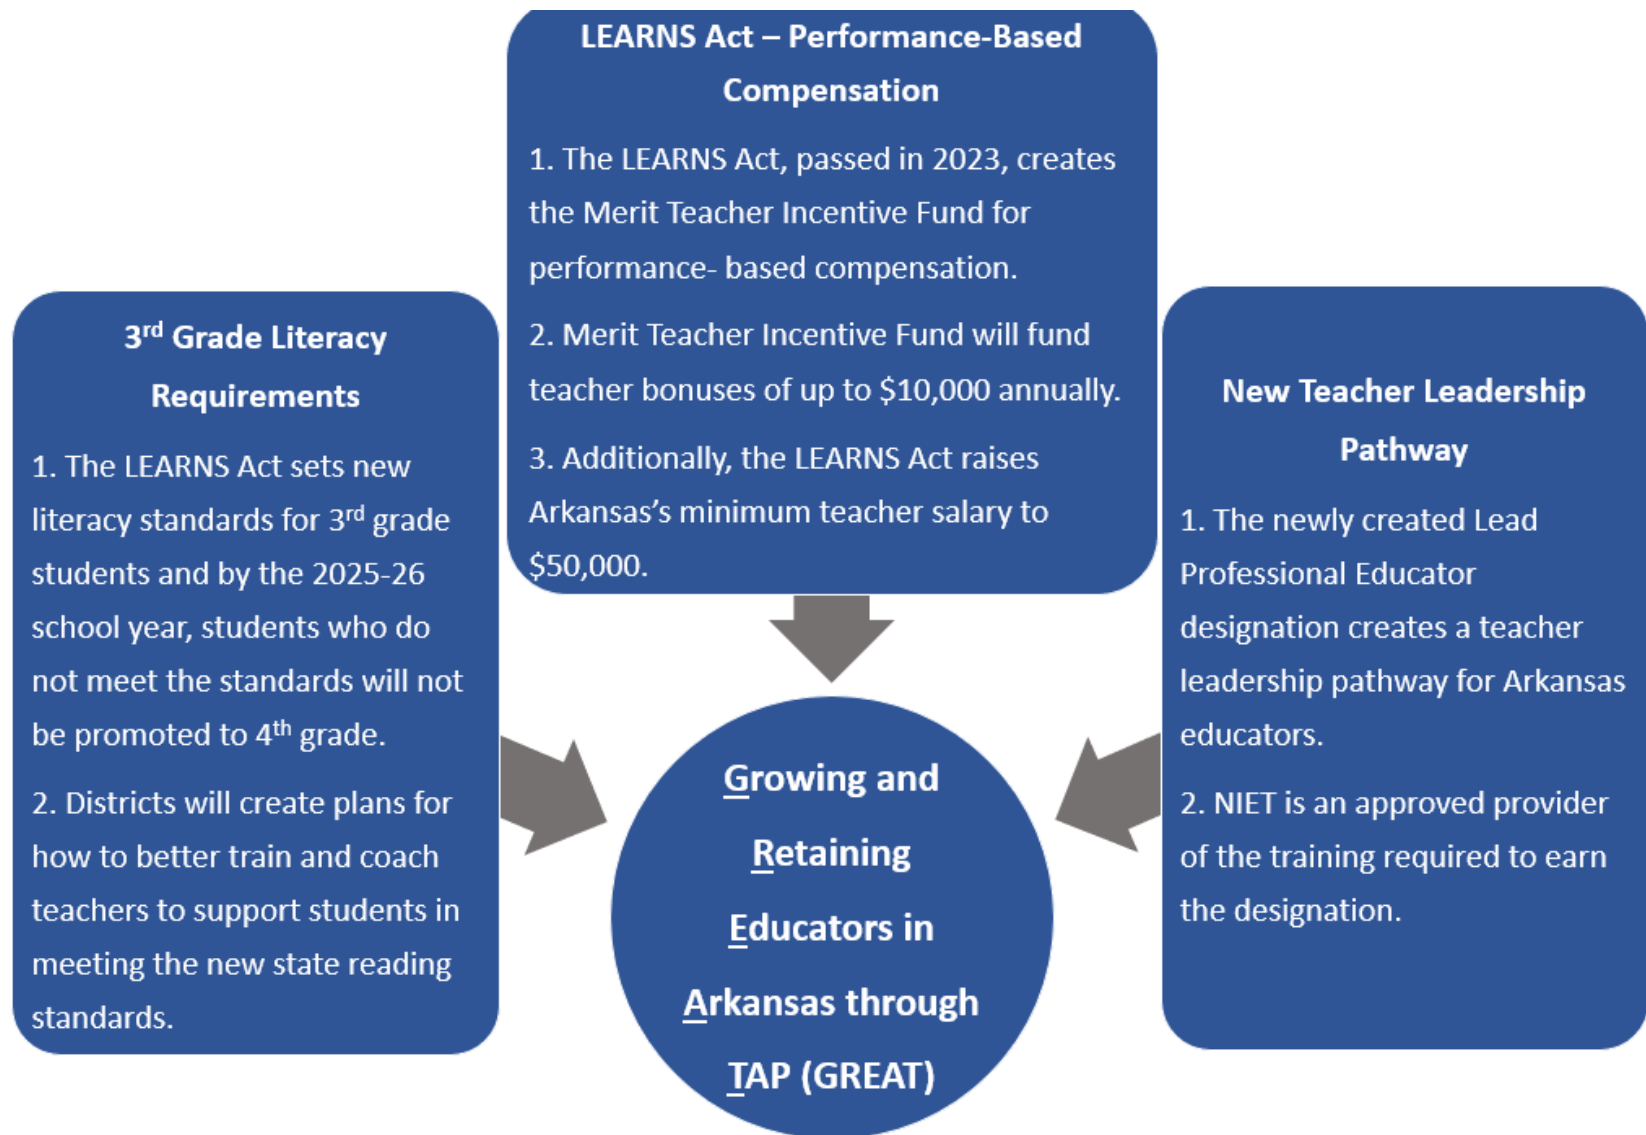 LEARNS Act – Performance-Based
Compensation
1. The LEARNS Act, passed in 2023, creates
the Merit Teacher Incentive Fund for
performance- based compensation.
2. Merit Teacher Incentive Fund will fund
teacher bonuses of up to $10,000 annually.
3. Additionally, the LEARNS Act raises
Arkansas’s minimum teacher salary to
$50,000.
3rd Grade Literacy
Requirements
1. The LEARNS Act sets new
literacy standards for 3rd grade
students and by the 2025-26
school year, students who do
not meet the standards will not
be promoted to 4th grade.
2. Districts will create plans for
how to better train and coach
teachers to support students in
meeting the new state reading
standards.
New Teacher Leadership
Pathway
1. The newly created Lead
Professional Educator
designation creates a teacher
leadership pathway for Arkansas
educators.
2. NIET is an approved provider
of the training required to earn
the designation.
Growing and
Retaining
Educators in
Arkansas through
TAP (GREAT)